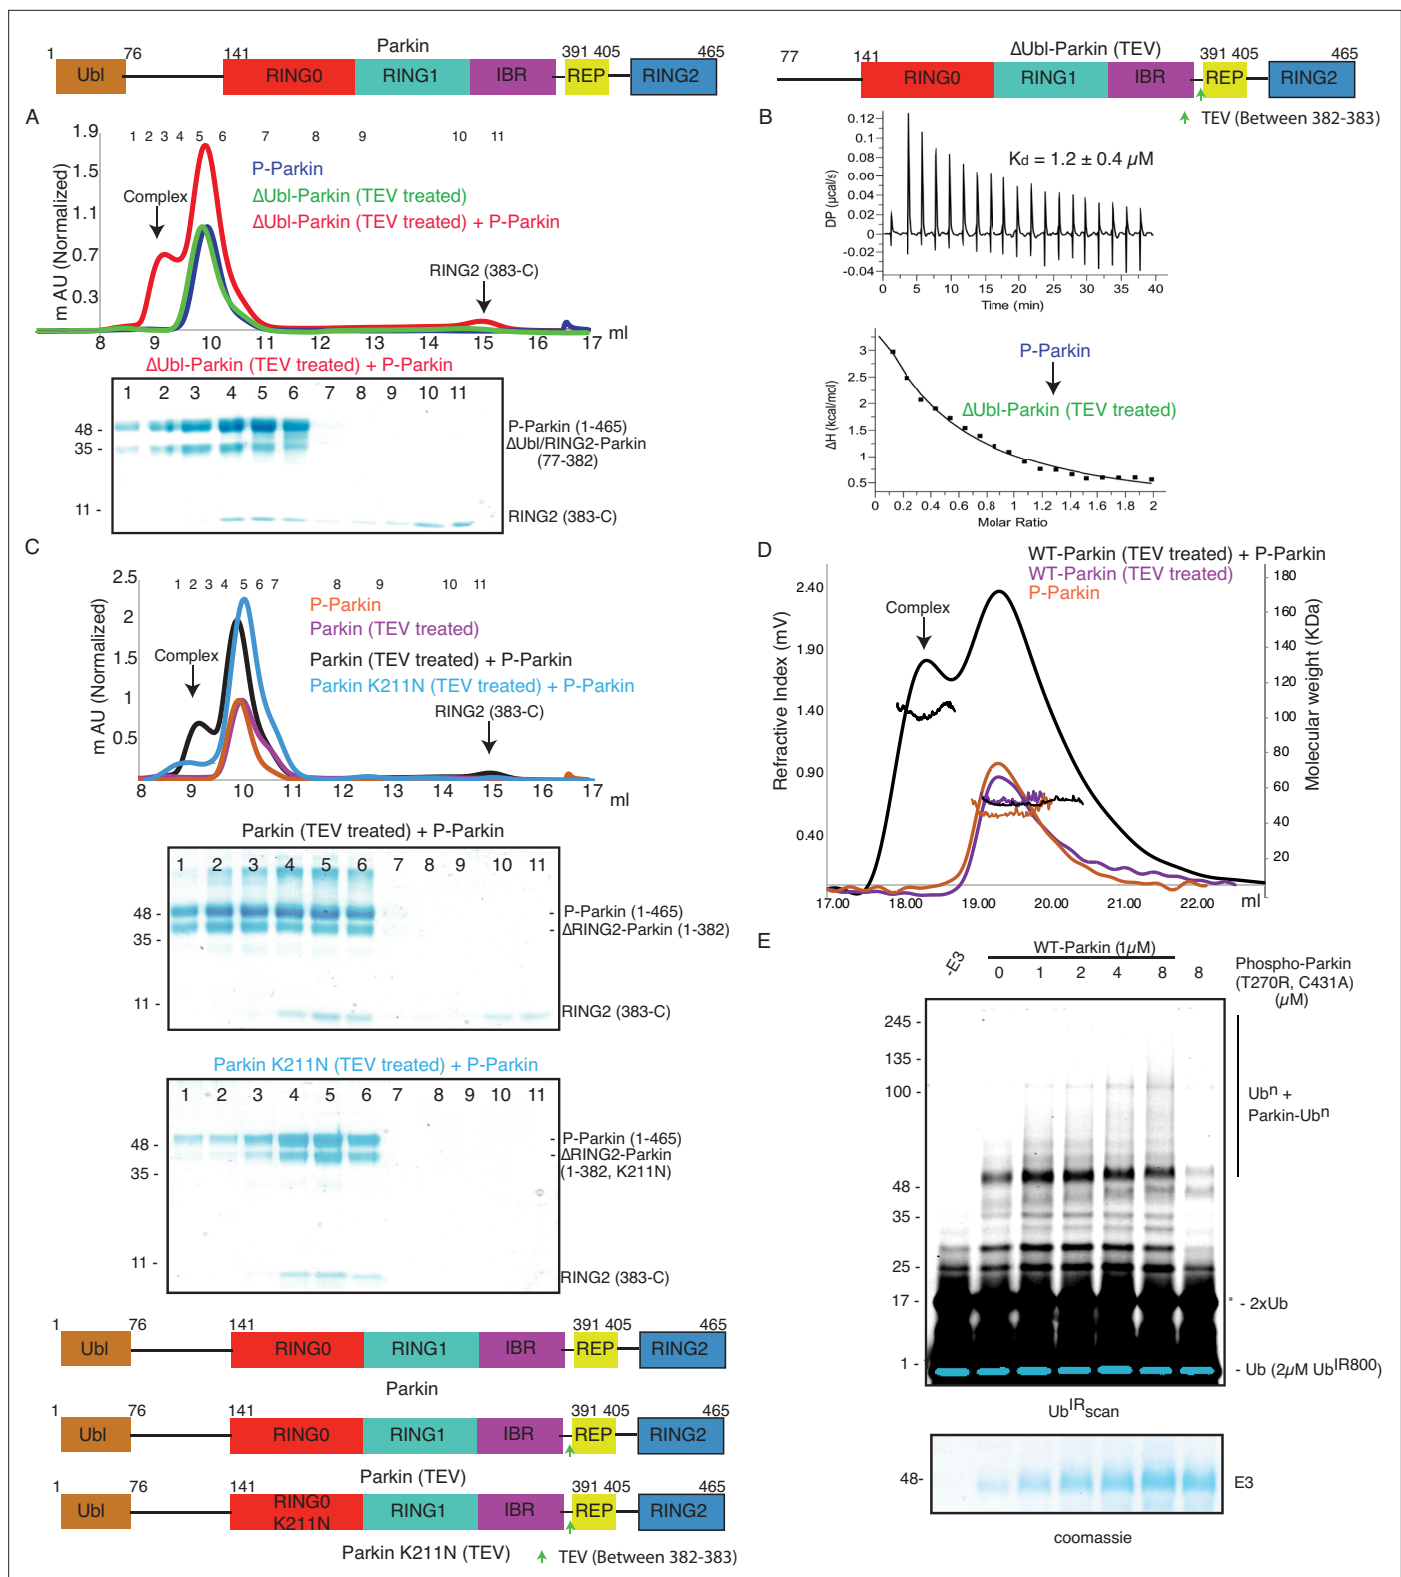 1 76 141 Parkin 391 405 465
Ubl RING0 RING1 IBR REP RING2
77 141 ΔUbl-Parkin (TEV) 391 405 465
RING0 RING1 IBR REP RING2
TEV (Between 382-383)
A
1 2 3 4 5 6 7 8 9 10 11
1.9
1.5
1.1
0.7
0.3
m AU (Normalized)
P-Parkin
ΔUbl-Parkin (TEV treated)
ΔUbl-Parkin (TEV treated) + P-Parkin
Complex
RING2 (383-C)
8 9 10 11 12 13 14 15 16 17 ml
ΔUbl-Parkin (TEV treated) + P-Parkin
1 2 3 4 5 6 7 8 9 10 11
48 -
35 -
11 -
P-Parkin (1-465)
ΔUbl/RING2-Parkin
(77-382)
RING2 (383-C)
B
0.12
0.1
0.08
0.06
0.04
0.02
0
-0.02
-0.04
DP (µcal/s)
Kd = 1.2 ± 0.4 µM
0 5 10 15 20 25 30 35 40
Time (min)
3
2.5
2
1.5
1
0.5
ΔH (kcal/mol)
P-Parkin
ΔUbl-Parkin (TEV treated)
0 0.2 0.4 0.6 0.8 1 1.2 1.4 1.6 1.8 2
Molar Ratio
C
1 2 3 4 5 6 7 8 9 10 11
2.5
2
1.5
1
0.5
m AU (Normalized)
P-Parkin
Parkin (TEV treated)
Parkin (TEV treated) + P-Parkin
Parkin K211N (TEV treated) + P-Parkin
Complex
RING2 (383-C)
8 9 10 11 12 13 14 15 16 17 ml
Parkin (TEV treated) + P-Parkin
1 2 3 4 5 6 7 8 9 10 11
48 -
35 -
11 -
- P-Parkin (1-465)
- ΔRING2-Parkin (1-382)
RING2 (383-C)
Parkin K211N (TEV treated) + P-Parkin
1 2 3 4 5 6 7 8 9 10 11
48 -
35 -
11 -
- P-Parkin (1-465)
- ΔRING2-Parkin
(1-382, K211N)
RING2 (383-C)
1 76 141 391 405 465
Ubl RING0 RING1 IBR REP RING2
Parkin
1 76 141 391 405 465
Ubl RING0 RING1 IBR REP RING2
Parkin (TEV)
1 76 141 391 405 465
Ubl RING0 K211N RING1 IBR REP RING2
Parkin K211N (TEV)
TEV (Between 382-383)
D
WT-Parkin (TEV treated) + P-Parkin
WT-Parkin (TEV treated)
P-Parkin
Complex
2.40
1.90
1.40
0.90
0.40
Refractive Index (mV)
180
160
140
120
100
80
60
40
20
Molecular weight (KDa)
17.00 18.00 19.00 20.00 21.00 22.00 ml
E
-E3
WT-Parkin (1µM)
0 1 2 4 8 8
Phospho-Parkin
(T270R, C431A)
(µM)
245 -
135 -
100 -
48 -
35 -
25 -
17 -
1 -
Ubn +
Parkin-Ubn
* - 2xUb
- Ub (2µM UbIR800)
UbIRscan
48-
E3
coomassie